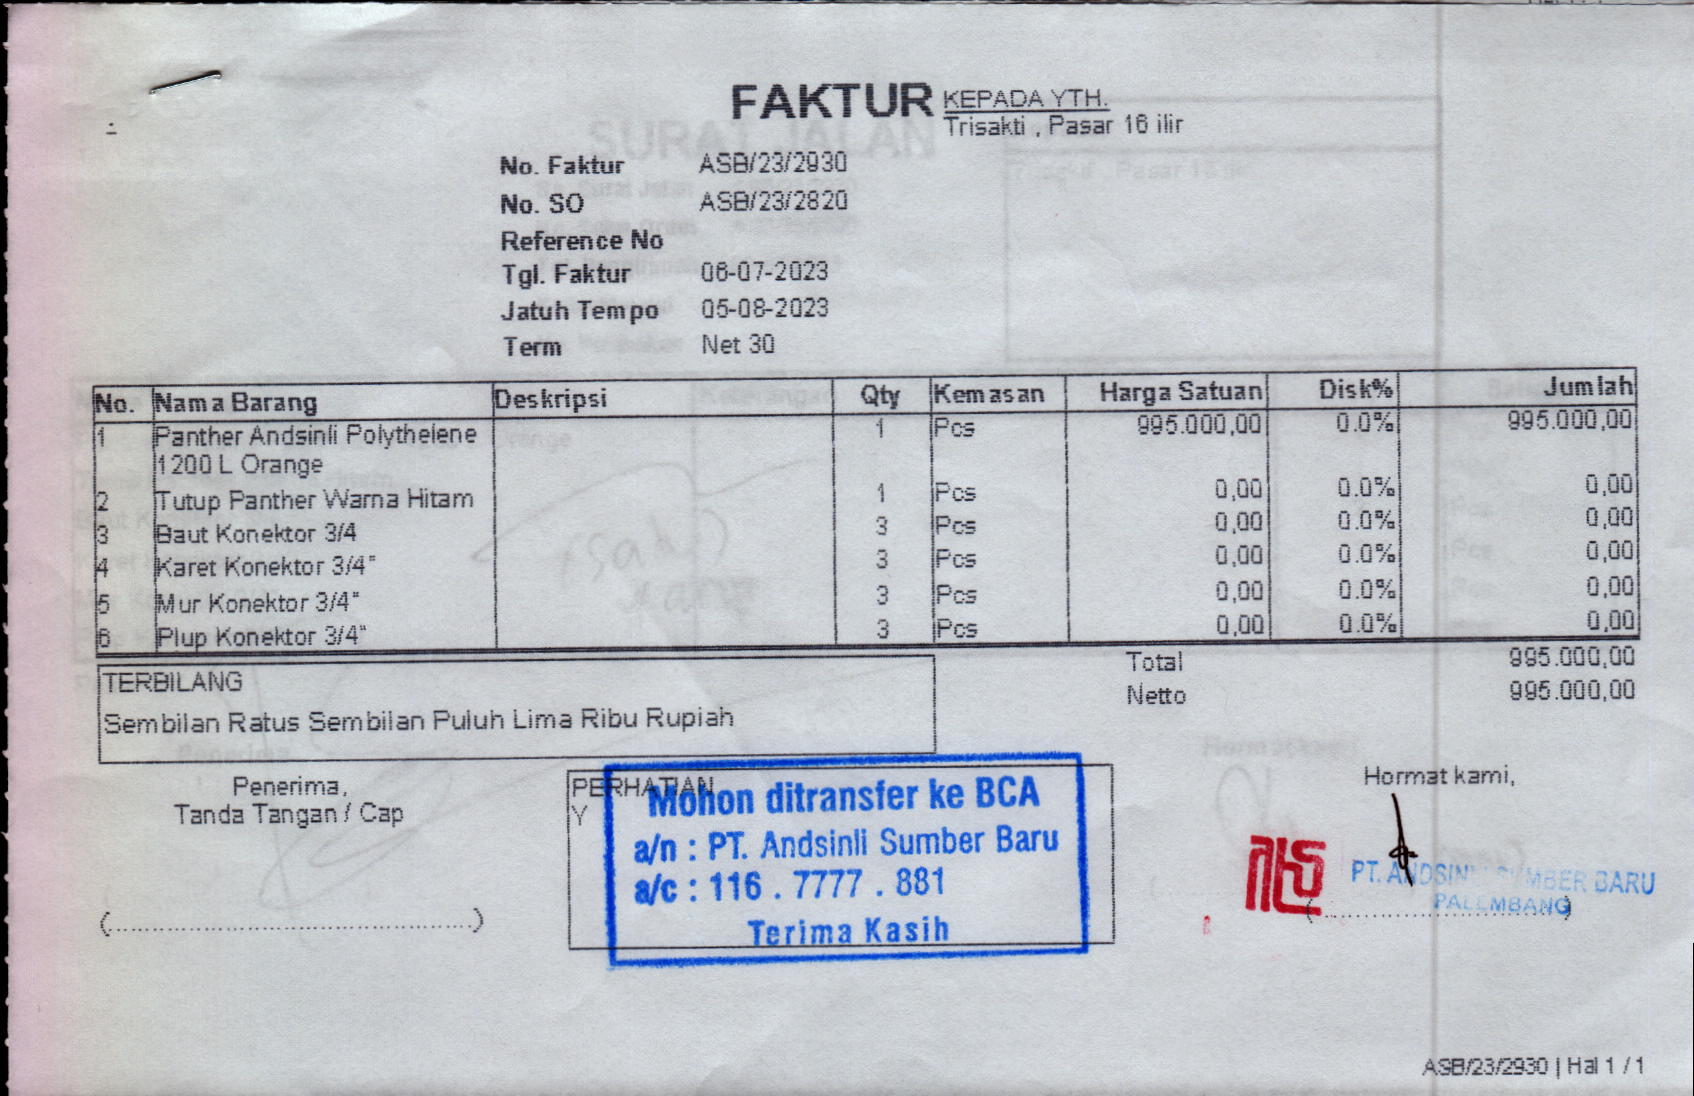 FAKTUR
KEPADA YTH.
Trisakti , Pasar 16 ilir
No. Faktur ASB/23/2930
No. SO ASB/23/2820
Reference No
Tgl. Faktur 06-07-2023
Jatuh Tempo 05-08-2023
Term Net 30
No. Nama Barang Deskripsi Qty Kemasan Harga Satuan Disk% Jumlah
1 Panther Andsinli Polythelene 1 Pcs 995.000,00 0.0% 995.000,00
1200 L Orange
2 Tutup Panther Warna Hitam 1 Pcs 0,00 0.0% 0,00
3 Baut Konektor 3/4 3 Pcs 0,00 0.0% 0,00
4 Karet Konektor 3/4" 3 Pcs 0,00 0.0% 0,00
5 Mur Konektor 3/4" 3 Pcs 0,00 0.0% 0,00
6 Plup Konektor 3/4" 3 Pcs 0,00 0.0% 0,00
Total 995.000,00
Netto 995.000,00
TERBILANG
Sembilan Ratus Sembilan Puluh Lima Ribu Rupiah
Penerima,
Tanda Tangan / Cap
(........................................................)
PERHATIAN
Y
Mohon ditransfer ke BCA
a/n : PT. Andsinli Sumber Baru
a/c : 116 . 7777 . 881
Terima Kasih
Hormat kami,
PT. ANDSINLI SUMBER BARU
PALEMBANG
ASB/23/2930 | Hal 1 / 1